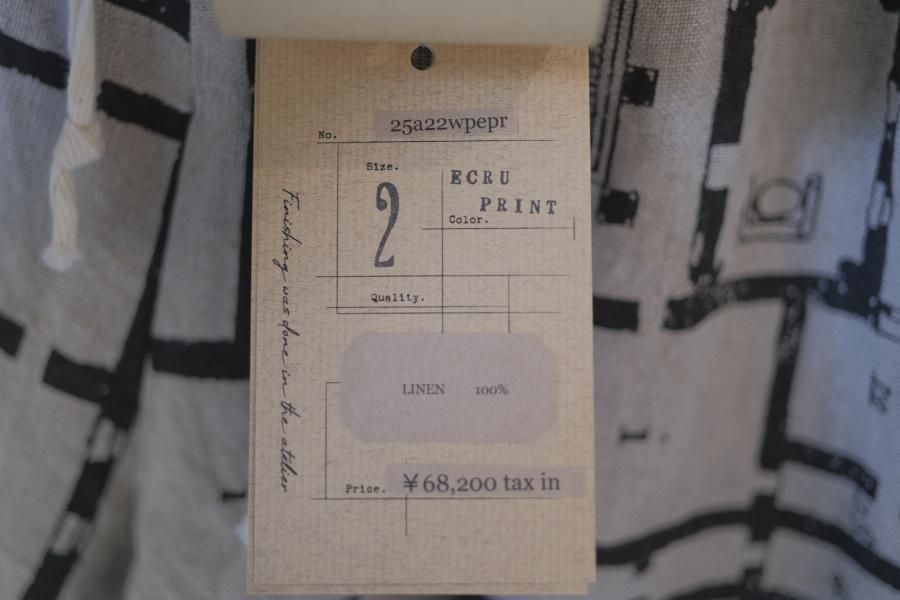 No. 25a22wpepr
Size.
2
ECRU
PRINT
Color.
Quality.
LINEN 100%
Price. ¥68,200 tax in
Finishing was done in the atelier